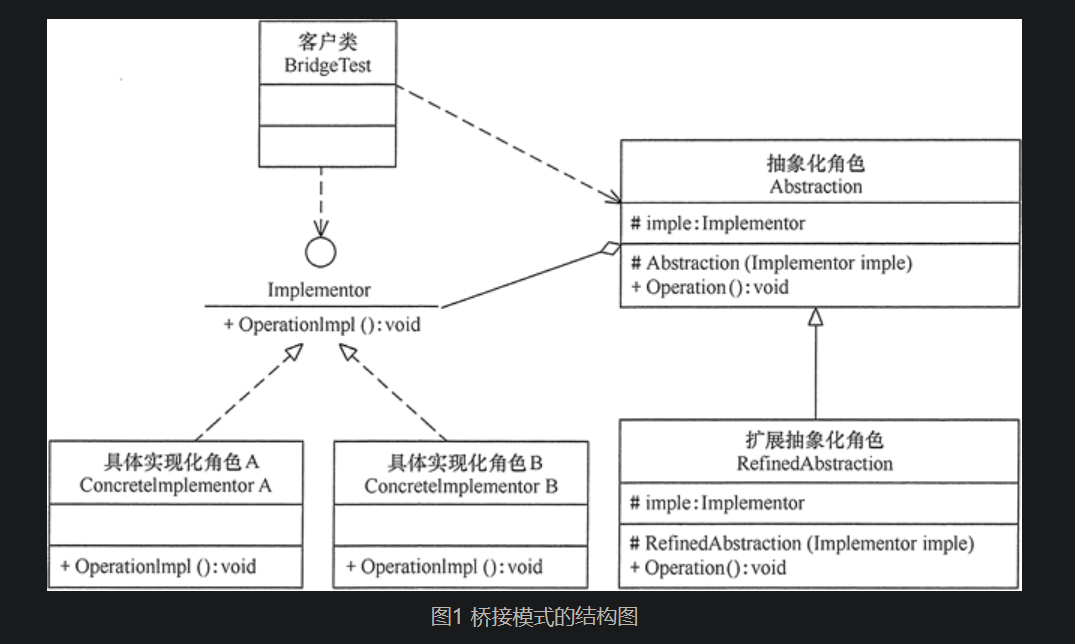 客户类
BridgeTest
抽象化角色
Abstraction
# imple:Implementor
# Abstraction (Implementor imple)
+ Operation():void
Implementor
+ OperationImpl ():void
具体实现化角色A
ConcreteImplementor A
+ OperationImpl ():void
具体实现化角色B
ConcreteImplementor B
+ OperationImpl ():void
扩展抽象化角色
RefinedAbstraction
# imple:Implementor
# RefinedAbstraction (Implementor imple)
+ Operation():void
图1 桥接模式的结构图